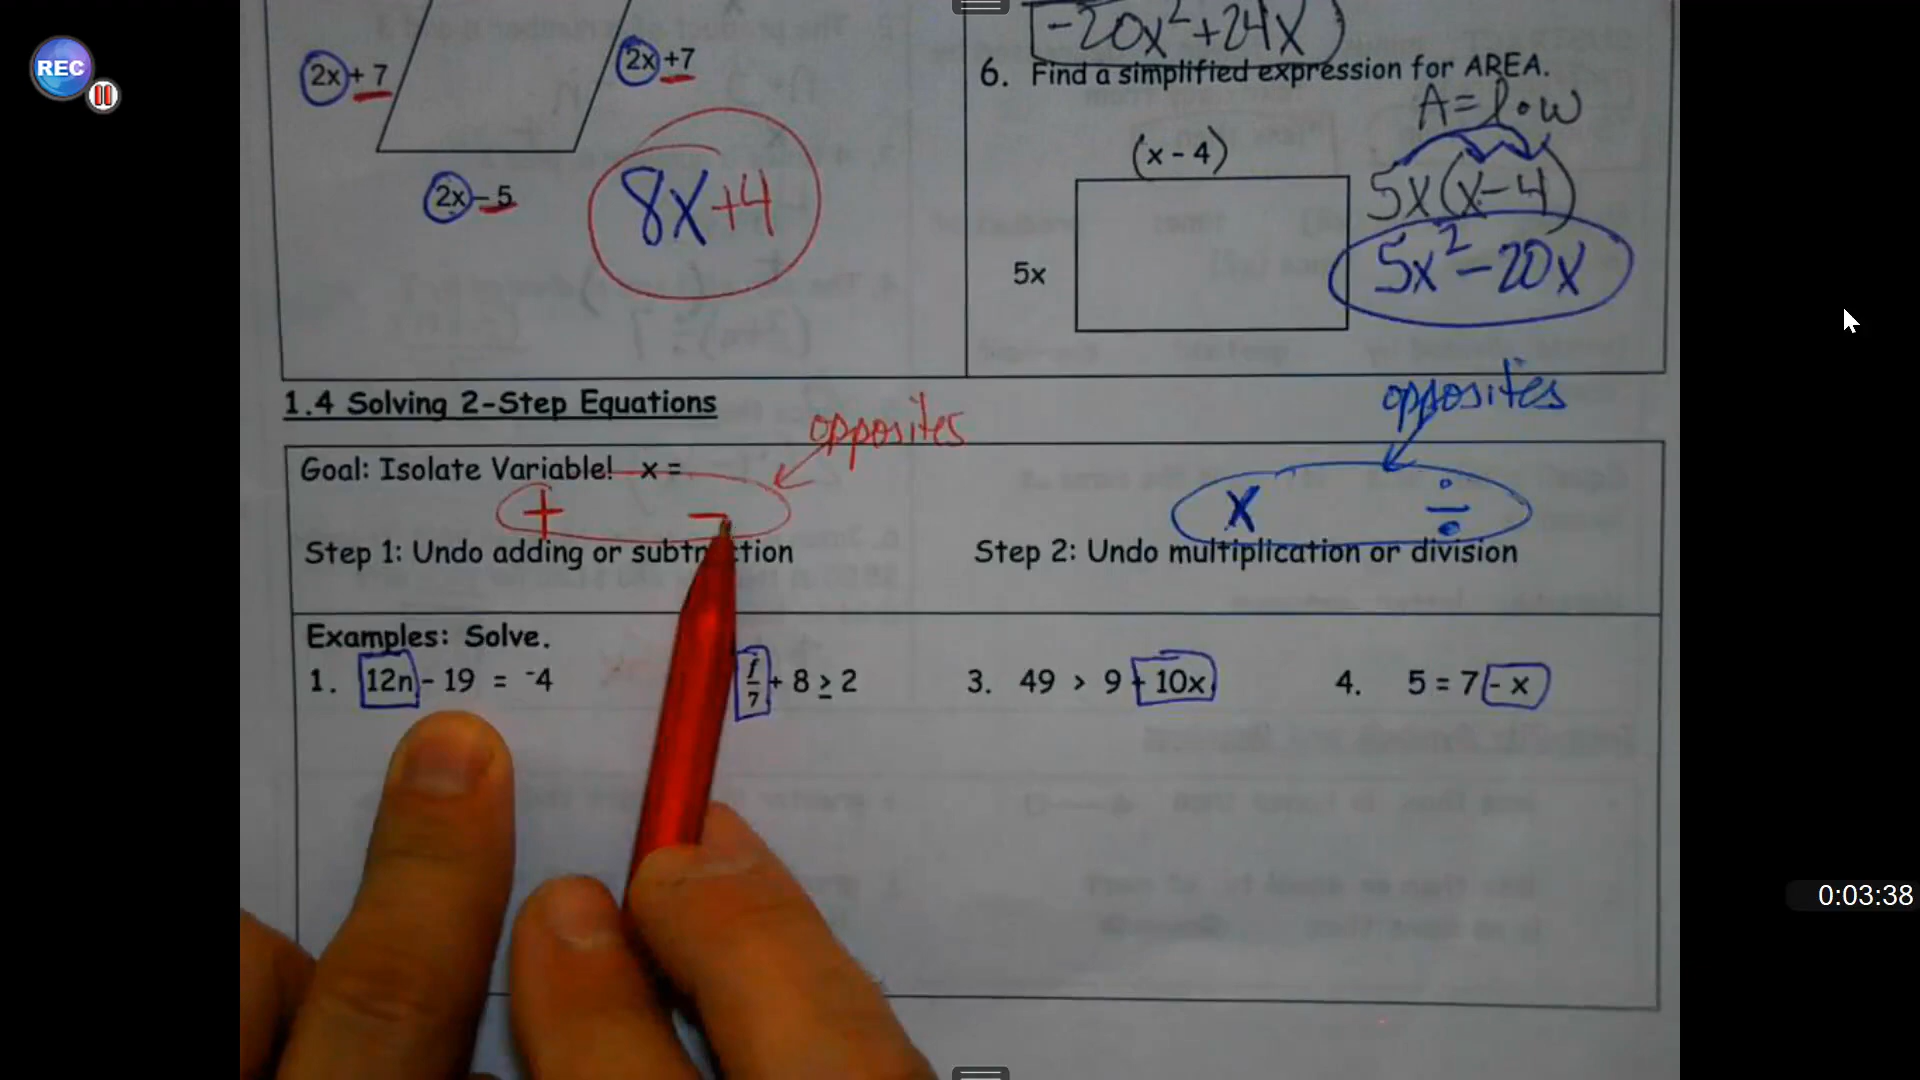 REC
-20x²+24x
2x + 7
2x +7
6. Find a simplified expression for AREA.
A = l • w
(x - 4)
5x(x-4)
2x - 5
8x+4
5x
5x²-20x
1.4 Solving 2-Step Equations
opposites
opposites
Goal: Isolate Variable! x =
+ -
x ÷
Step 1: Undo adding or subtraction
Step 2: Undo multiplication or division
Examples: Solve.
1. 12n - 19 = ⁻4
f/7 + 8 ≥ 2
3. 49 > 9 - 10x
4. 5 = 7 - x
0:03:38